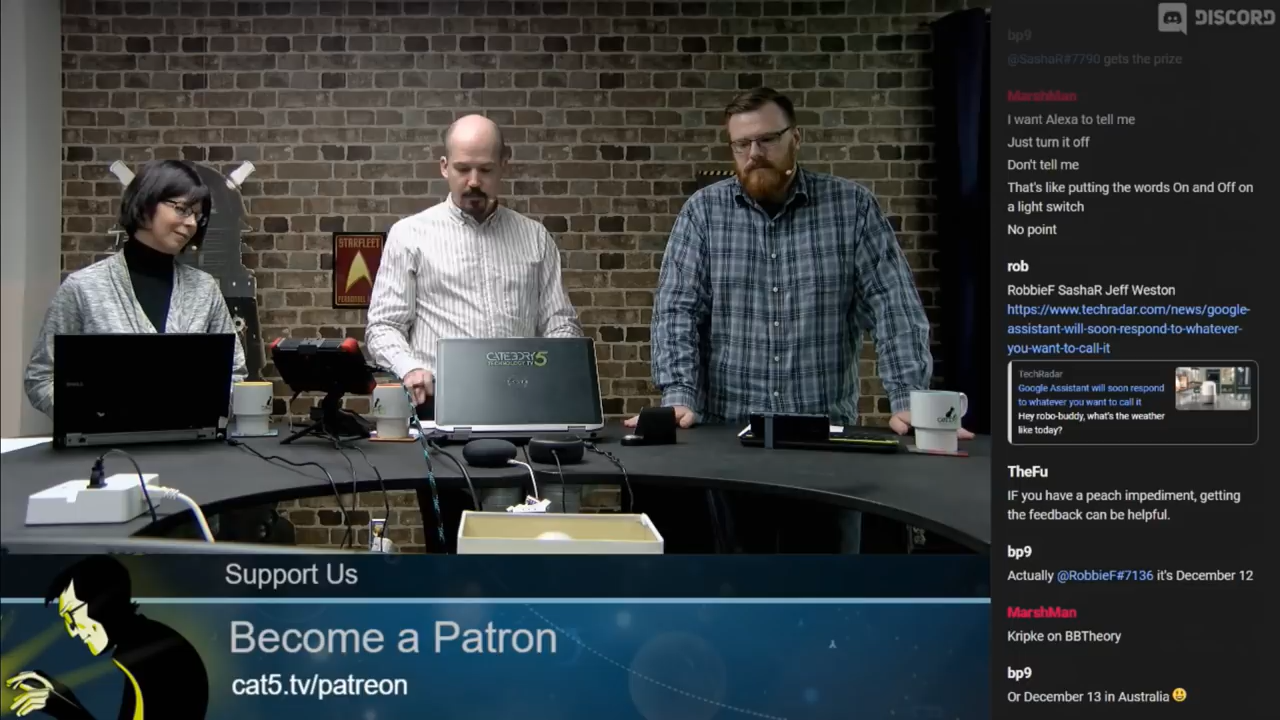 DISCORD
bp9
@SashaR#7790 gets the prize
MarshMan
I want Alexa to tell me
Just turn it off
Don't tell me
That's like putting the words On and Off on
a light switch
No point
rob
RobbieF SashaR Jeff Weston
https://www.techradar.com/news/google-
assistant-will-soon-respond-to-whatever-
you-want-to-call-it
TechRadar
Google Assistant will soon respond
to whatever you want to call it
Hey robo-buddy, what's the weather
like today?
TheFu
IF you have a peach impediment, getting
the feedback can be helpful.
bp9
Actually @RobbieF#7136 it's December 12
MarshMan
Kripke on BBTheory
bp9
Or December 13 in Australia
STARFLEET
PERSONNEL
CATEGORY5
TECHNOLOGY TV
DELL
Support Us
Become a Patron
cat5.tv/patreon